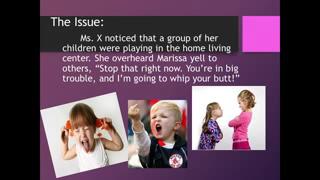 The Issue:
Ms. X noticed that a group of her
children were playing in the home living
center. She overheard Marissa yell to
others, “Stop that right now. You’re in big
trouble, and I’m going to whip your butt!”